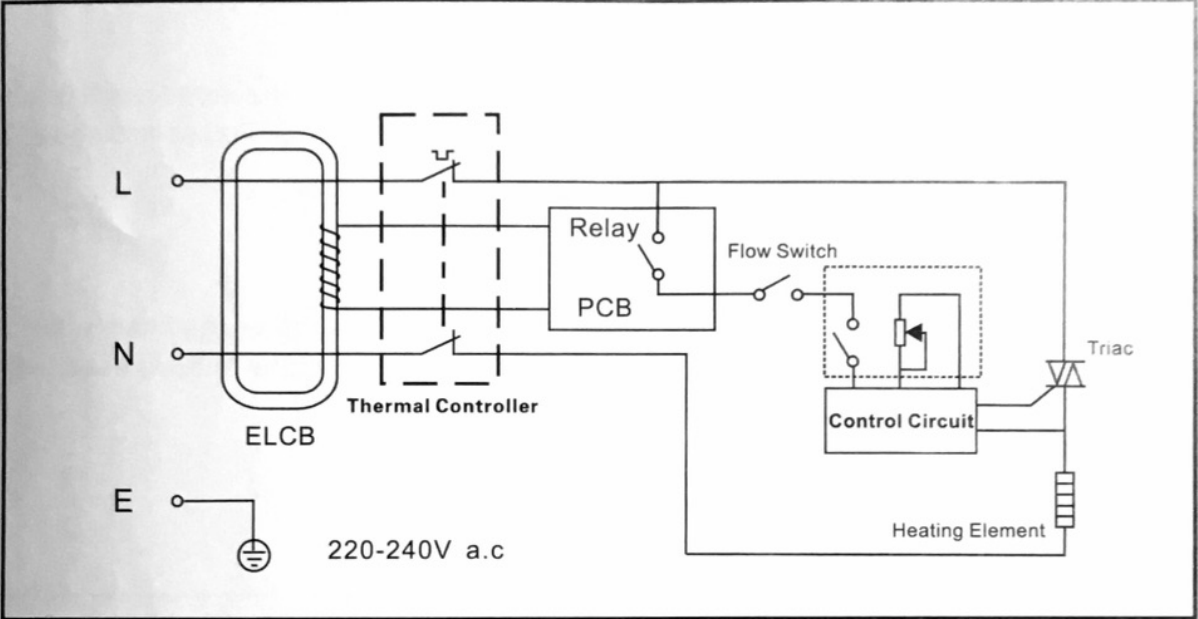 L
Relay
Flow Switch
PCB
N
Triac
Thermal Controller
Control Circuit
ELCB
E
Heating Element
220-240V a.c